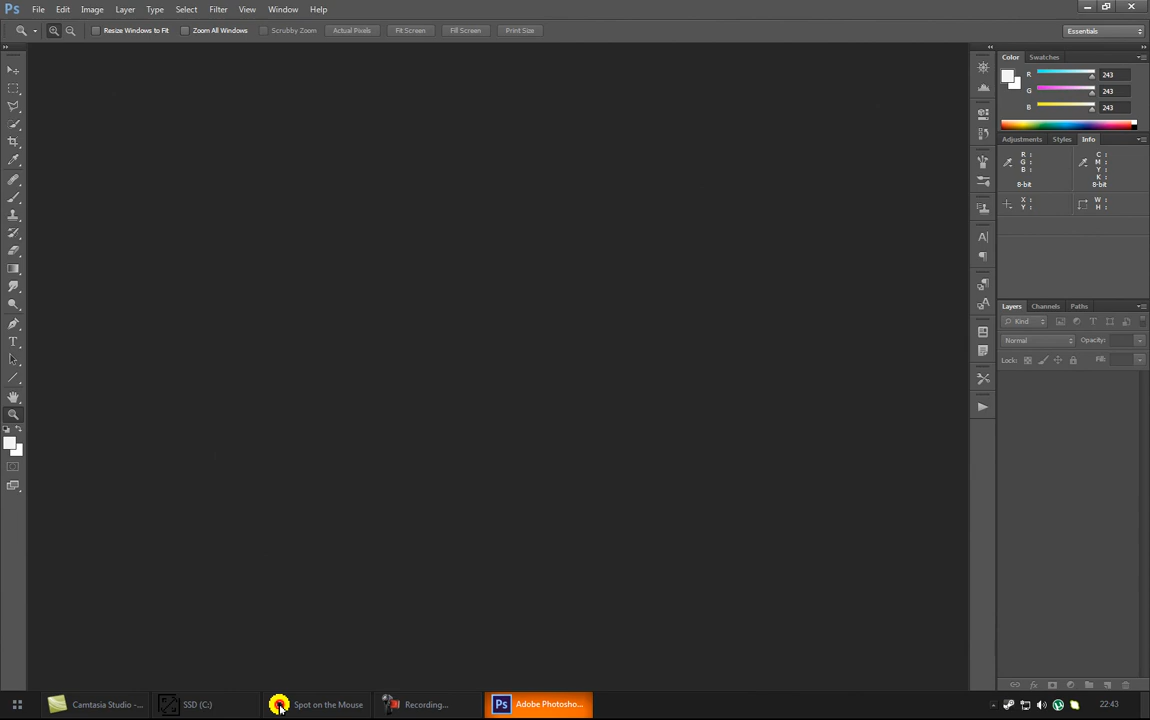 Ps File Edit Image Layer Type Select Filter View Window Help
Resize Windows to Fit Zoom All Windows Scrubby Zoom Actual Pixels Fit Screen Fill Screen Print Size Essentials
Color Swatches
R 243
G 243
B 243
Adjustments Styles Info
R : C :
G : M :
B : Y :
K :
8-bit 8-bit
X : W :
Y : H :
Layers Channels Paths
Kind T
Normal Opacity:
Lock: Fill:
Camtasia Studio -... SSD (C:) Spot on the Mouse Recording... Ps Adobe Photosho... 22:43